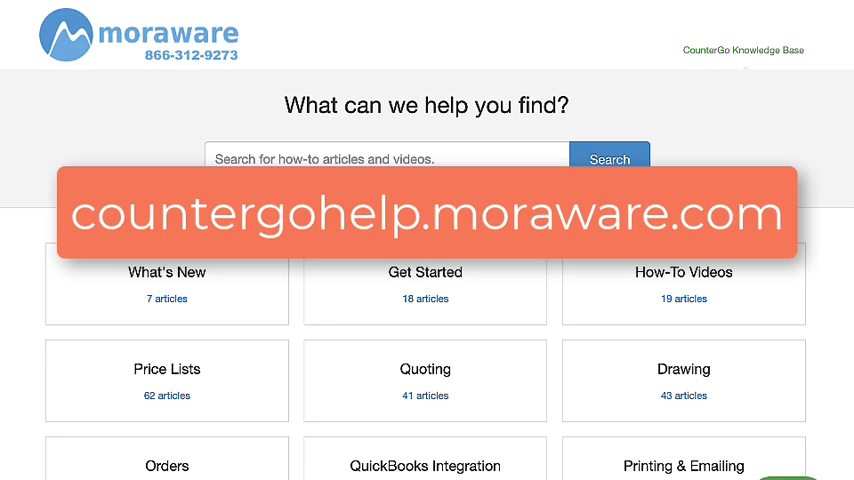 moraware
866-312-9273
CounterGo Knowledge Base
What can we help you find?
Search for how-to articles and videos.
Search
countergohelp.moraware.com
What's New
Get Started
How-To Videos
7 articles
18 articles
19 articles
Price Lists
Quoting
Drawing
62 articles
41 articles
43 articles
Orders
QuickBooks Integration
Printing & Emailing